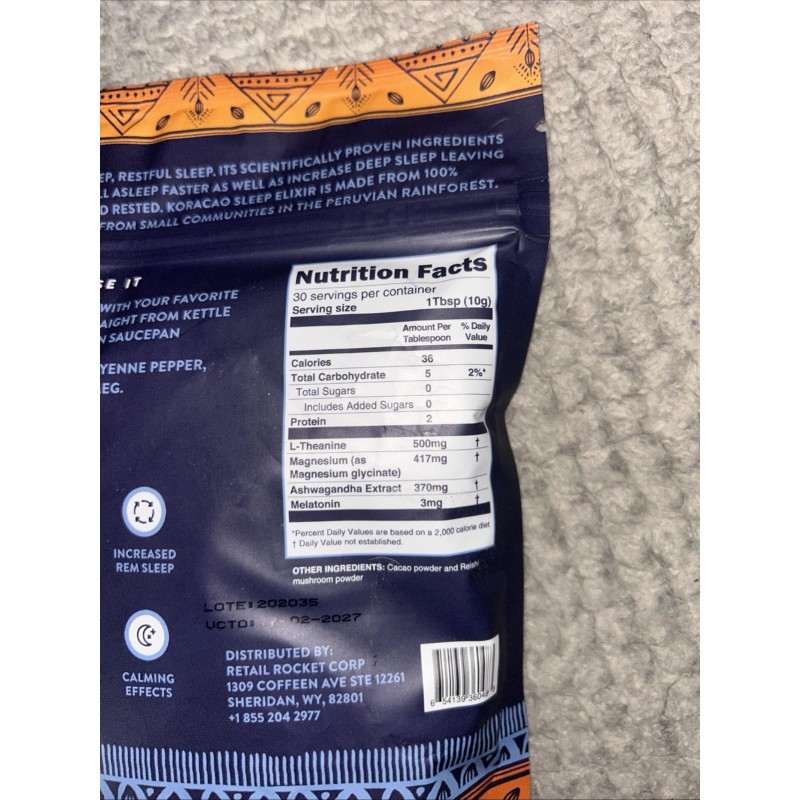 EP, RESTFUL SLEEP. ITS SCIENTIFICALLY PROVEN INGREDIENTS
L ASLEEP FASTER AS WELL AS INCREASE DEEP SLEEP LEAVING
D RESTED. KORACAO SLEEP ELIXIR IS MADE FROM 100%
FROM SMALL COMMUNITIES IN THE PERUVIAN RAINFOREST.
SE IT
WITH YOUR FAVORITE
AIGHT FROM KETTLE
N SAUCEPAN
YENNE PEPPER,
EG.
Nutrition Facts
30 servings per container
Serving size 1Tbsp (10g)
Amount Per Tablespoon % Daily Value
Calories 36
Total Carbohydrate 5 2%*
Total Sugars 0
Includes Added Sugars 0
Protein 2
L-Theanine 500mg †
Magnesium (as 417mg †
Magnesium glycinate)
Ashwagandha Extract 370mg †
Melatonin 3mg †
*Percent Daily Values are based on a 2,000 calorie diet
† Daily Value not established.
OTHER INGREDIENTS: Cacao powder and Reishi
mushroom powder
INCREASED
REM SLEEP
CALMING
EFFECTS
LOTE: 202035
VCTO: 02-2027
DISTRIBUTED BY:
RETAIL ROCKET CORP
1309 COFFEEN AVE STE 12261
SHERIDAN, WY, 82801
+1 855 204 2977